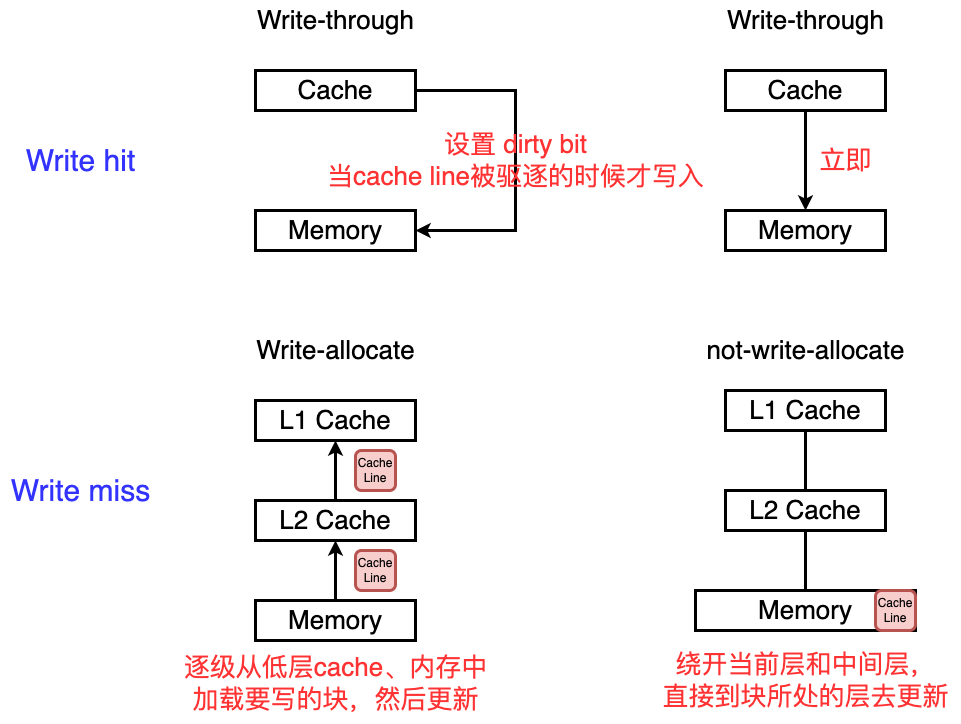 Write-through
Write-through
Cache
Cache
Write hit
设置 dirty bit
当cache line被驱逐的时候才写入
立即
Memory
Memory
Write-allocate
not-write-allocate
L1 Cache
L1 Cache
Cache
Line
Write miss
L2 Cache
L2 Cache
Cache
Line
Memory
Memory
Cache
Line
逐级从低层cache、内存中
加载要写的块，然后更新
绕开当前层和中间层，
直接到块所处的层去更新